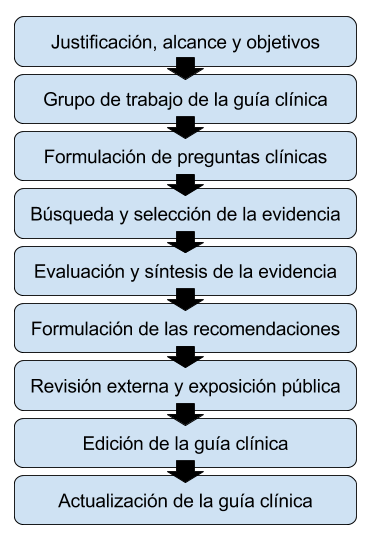 Justificación, alcance y objetivos
Grupo de trabajo de la guía clínica
Formulación de preguntas clínicas
Búsqueda y selección de la evidencia
Evaluación y síntesis de la evidencia
Formulación de las recomendaciones
Revisión externa y exposición pública
Edición de la guía clínica
Actualización de la guía clínica